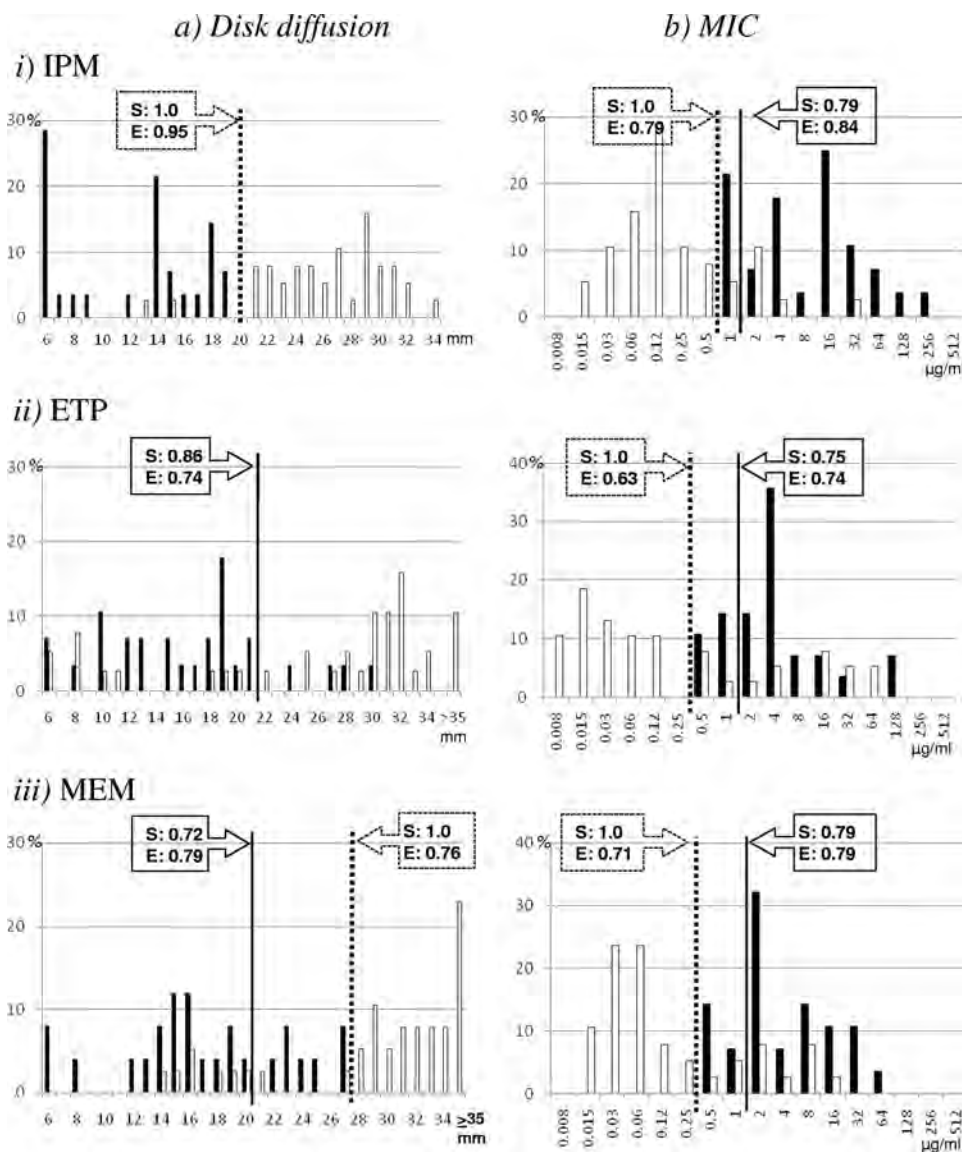 a) Disk diffusion
b) MIC
i) IPM
S: 1.0
E: 0.95
30 %
20
10
0
6 8 10 12 14 16 18 20 22 24 26 28 30 32 34 mm
S: 1.0
E: 0.79
S: 0.79
E: 0.84
30 %
20
10
0
0.008 0.015 0.03 0.06 0.12 0.25 0.5 1 2 4 8 16 32 64 128 256 512
µg/ml
ii) ETP
S: 0.86
E: 0.74
30 %
20
10
0
6 8 10 12 14 16 18 20 22 24 26 28 30 32 34 >35
mm
S: 1.0
E: 0.63
S: 0.75
E: 0.74
40 %
30
20
10
0
0.008 0.015 0.03 0.06 0.12 0.25 0.5 1 2 4 8 16 32 64 128 256 512
µg/ml
iii) MEM
S: 0.72
E: 0.79
S: 1.0
E: 0.76
30 %
20
10
0
6 8 10 12 14 16 18 20 22 24 26 28 30 32 34 ≥35
mm
S: 1.0
E: 0.71
S: 0.79
E: 0.79
40 %
30
20
10
0
0.008 0.015 0.03 0.06 0.12 0.25 0.5 1 2 4 8 16 32 64 128 256 512
µg/ml